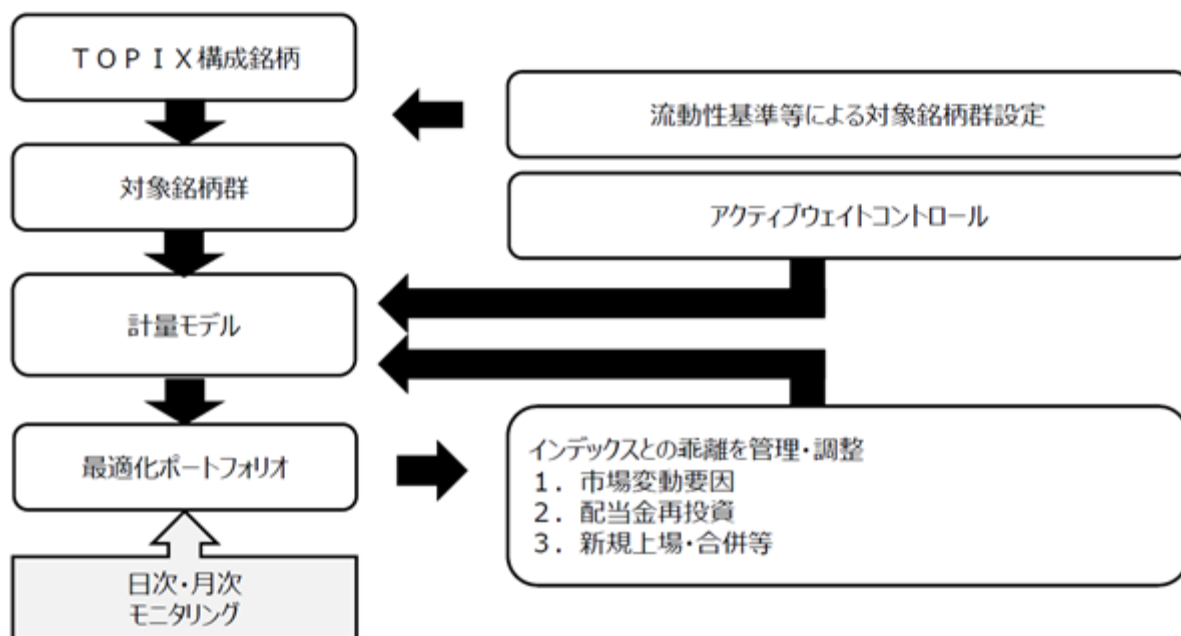 TOPIX構成銘柄
流動性基準等による対象銘柄群設定
対象銘柄群
アクティブウェイトコントロール
計量モデル
最適化ポートフォリオ
インデックスとの乖離を管理・調整
1．市場変動要因
2．配当金再投資
3．新規上場・合併等
日次・月次
モニタリング